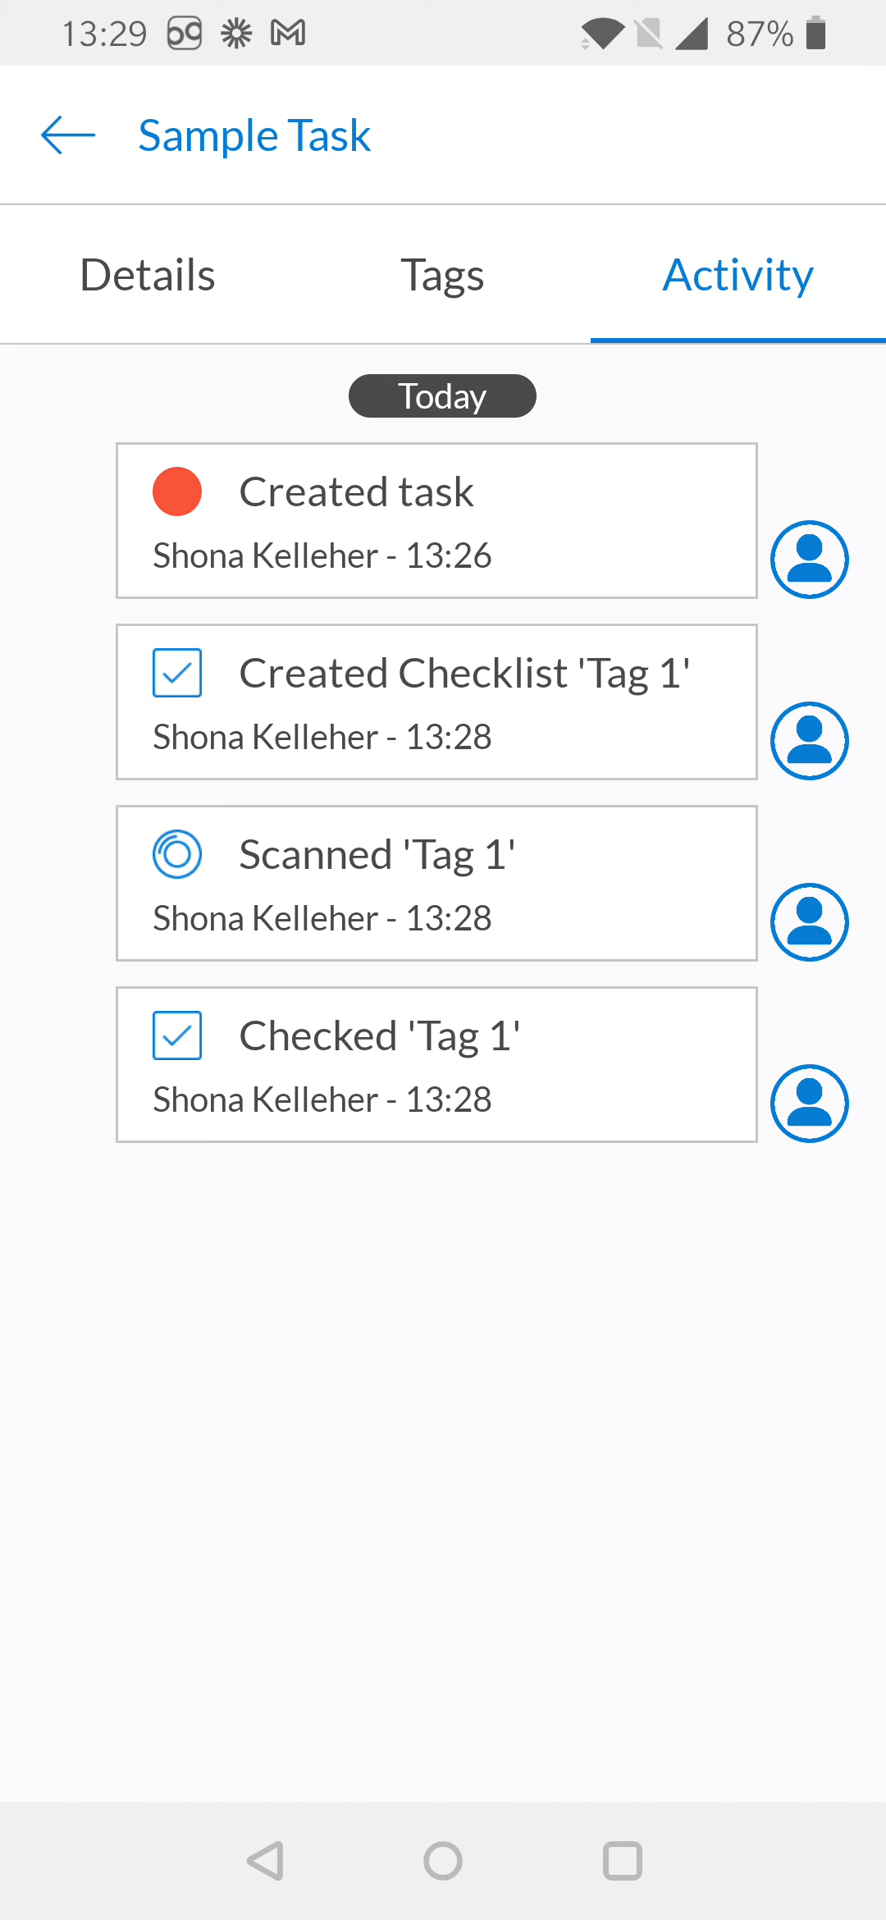 13:29 87%
Sample Task
Details Tags Activity
Today
Created task
Shona Kelleher - 13:26
Created Checklist 'Tag 1'
Shona Kelleher - 13:28
Scanned 'Tag 1'
Shona Kelleher - 13:28
Checked 'Tag 1'
Shona Kelleher - 13:28